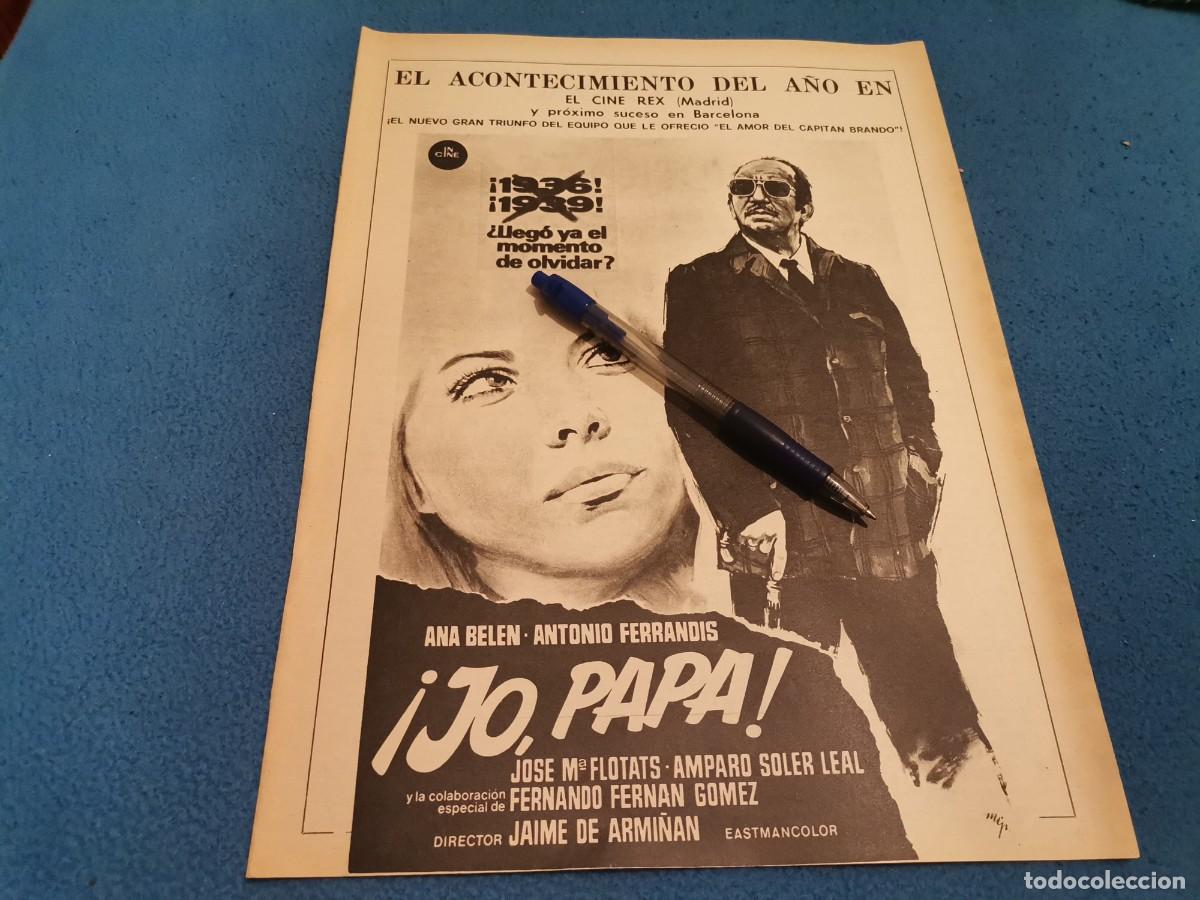 EL ACONTECIMIENTO DEL AÑO EN
EL CINE REX (Madrid)
y próximo suceso en Barcelona
¡EL NUEVO GRAN TRIUNFO DEL EQUIPO QUE LE OFRECIO "EL AMOR DEL CAPITAN BRANDO"!
IN
CINE
¡1936!
¡1939!
¿Llegó ya el
momento
de olvidar?
ANA BELEN · ANTONIO FERRANDIS
¡JO, PAPA!
JOSE Mª FLOTATS · AMPARO SOLER LEAL
y la colaboración
especial de FERNANDO FERNAN GOMEZ
DIRECTOR JAIME DE ARMIÑAN EASTMANCOLOR
todocoleccion